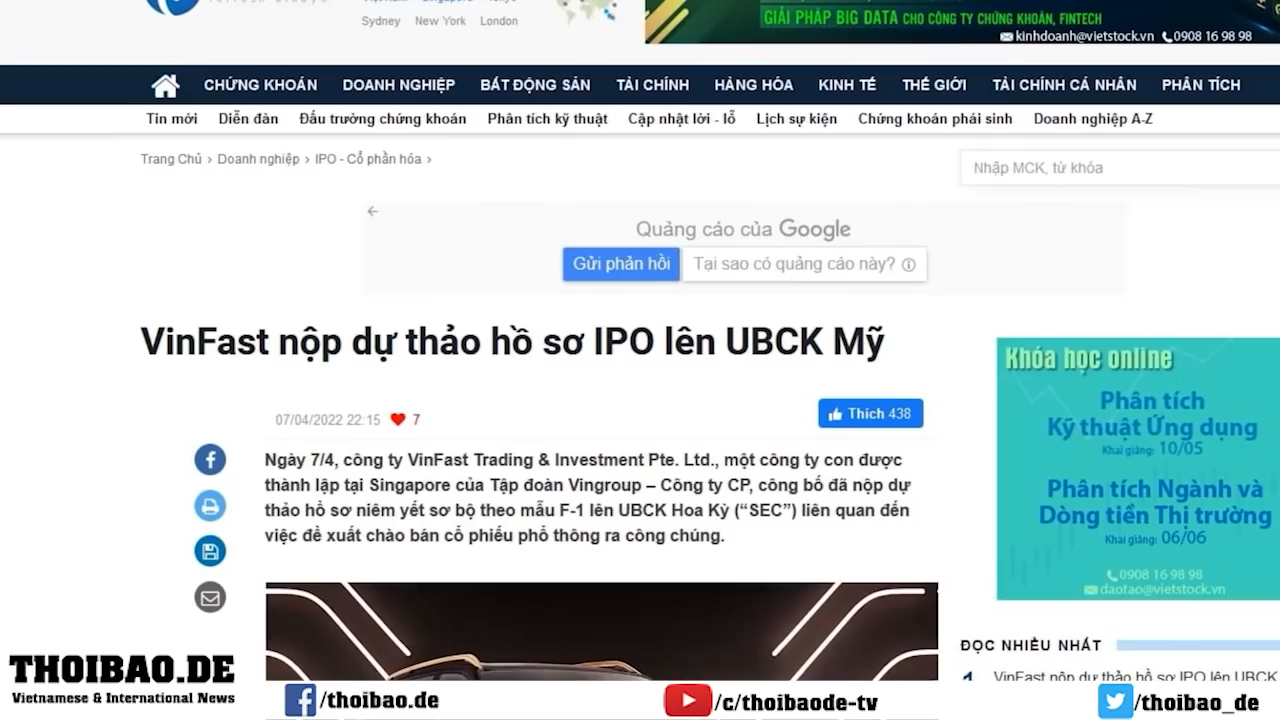 Sydney New York London
GIẢI PHÁP BIG DATA CHO CÔNG TY CHỨNG KHOÁN, FINTECH
kinhdoanh@vietstock.vn 0908 16 98 98
CHỨNG KHOÁN DOANH NGHIỆP BẤT ĐỘNG SẢN TÀI CHÍNH HÀNG HÓA KINH TẾ THẾ GIỚI TÀI CHÍNH CÁ NHÂN PHÂN TÍCH
Tin mới Diễn đàn Đấu trường chứng khoán Phân tích kỹ thuật Cập nhật lời - lỗ Lịch sự kiện Chứng khoán phái sinh Doanh nghiệp A-Z
Trang Chủ › Doanh nghiệp › IPO - Cổ phần hóa ›
Nhập MCK, từ khóa
Quảng cáo của Google
Gửi phản hồi Tại sao có quảng cáo này?
VinFast nộp dự thảo hồ sơ IPO lên UBCK Mỹ
07/04/2022 22:15 7
Thích 438
Ngày 7/4, công ty VinFast Trading & Investment Pte. Ltd., một công ty con được
thành lập tại Singapore của Tập đoàn Vingroup – Công ty CP, công bố đã nộp dự
thảo hồ sơ niêm yết sơ bộ theo mẫu F-1 lên UBCK Hoa Kỳ (“SEC”) liên quan đến
việc đề xuất chào bán cổ phiếu phổ thông ra công chúng.
Khóa học online
Phân tích
Kỹ thuật Ứng dụng
Khai giảng: 10/05
Phân tích Ngành và
Dòng tiền Thị trường
Khai giảng: 06/06
0908 16 98 98
daotao@vietstock.vn
ĐỌC NHIỀU NHẤT
1 VinFast nộp dự thảo hồ sơ IPO lên UBCK
THOIBAO.DE
Vietnamese & International News
/thoibao.de
/c/thoibaode-tv
/thoibao_de